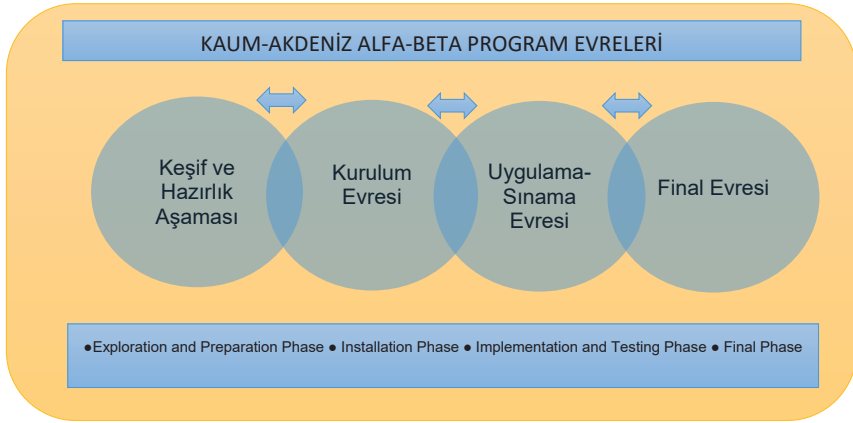 KAUM-AKDENİZ ALFA-BETA PROGRAM EVRELERİ
Keşif ve
Hazırlık
Aşaması
Kurulum
Evresi
Uygulama-
Sınama
Evresi
Final Evresi
●Exploration and Preparation Phase ● Installation Phase ● Implementation and Testing Phase ● Final Phase